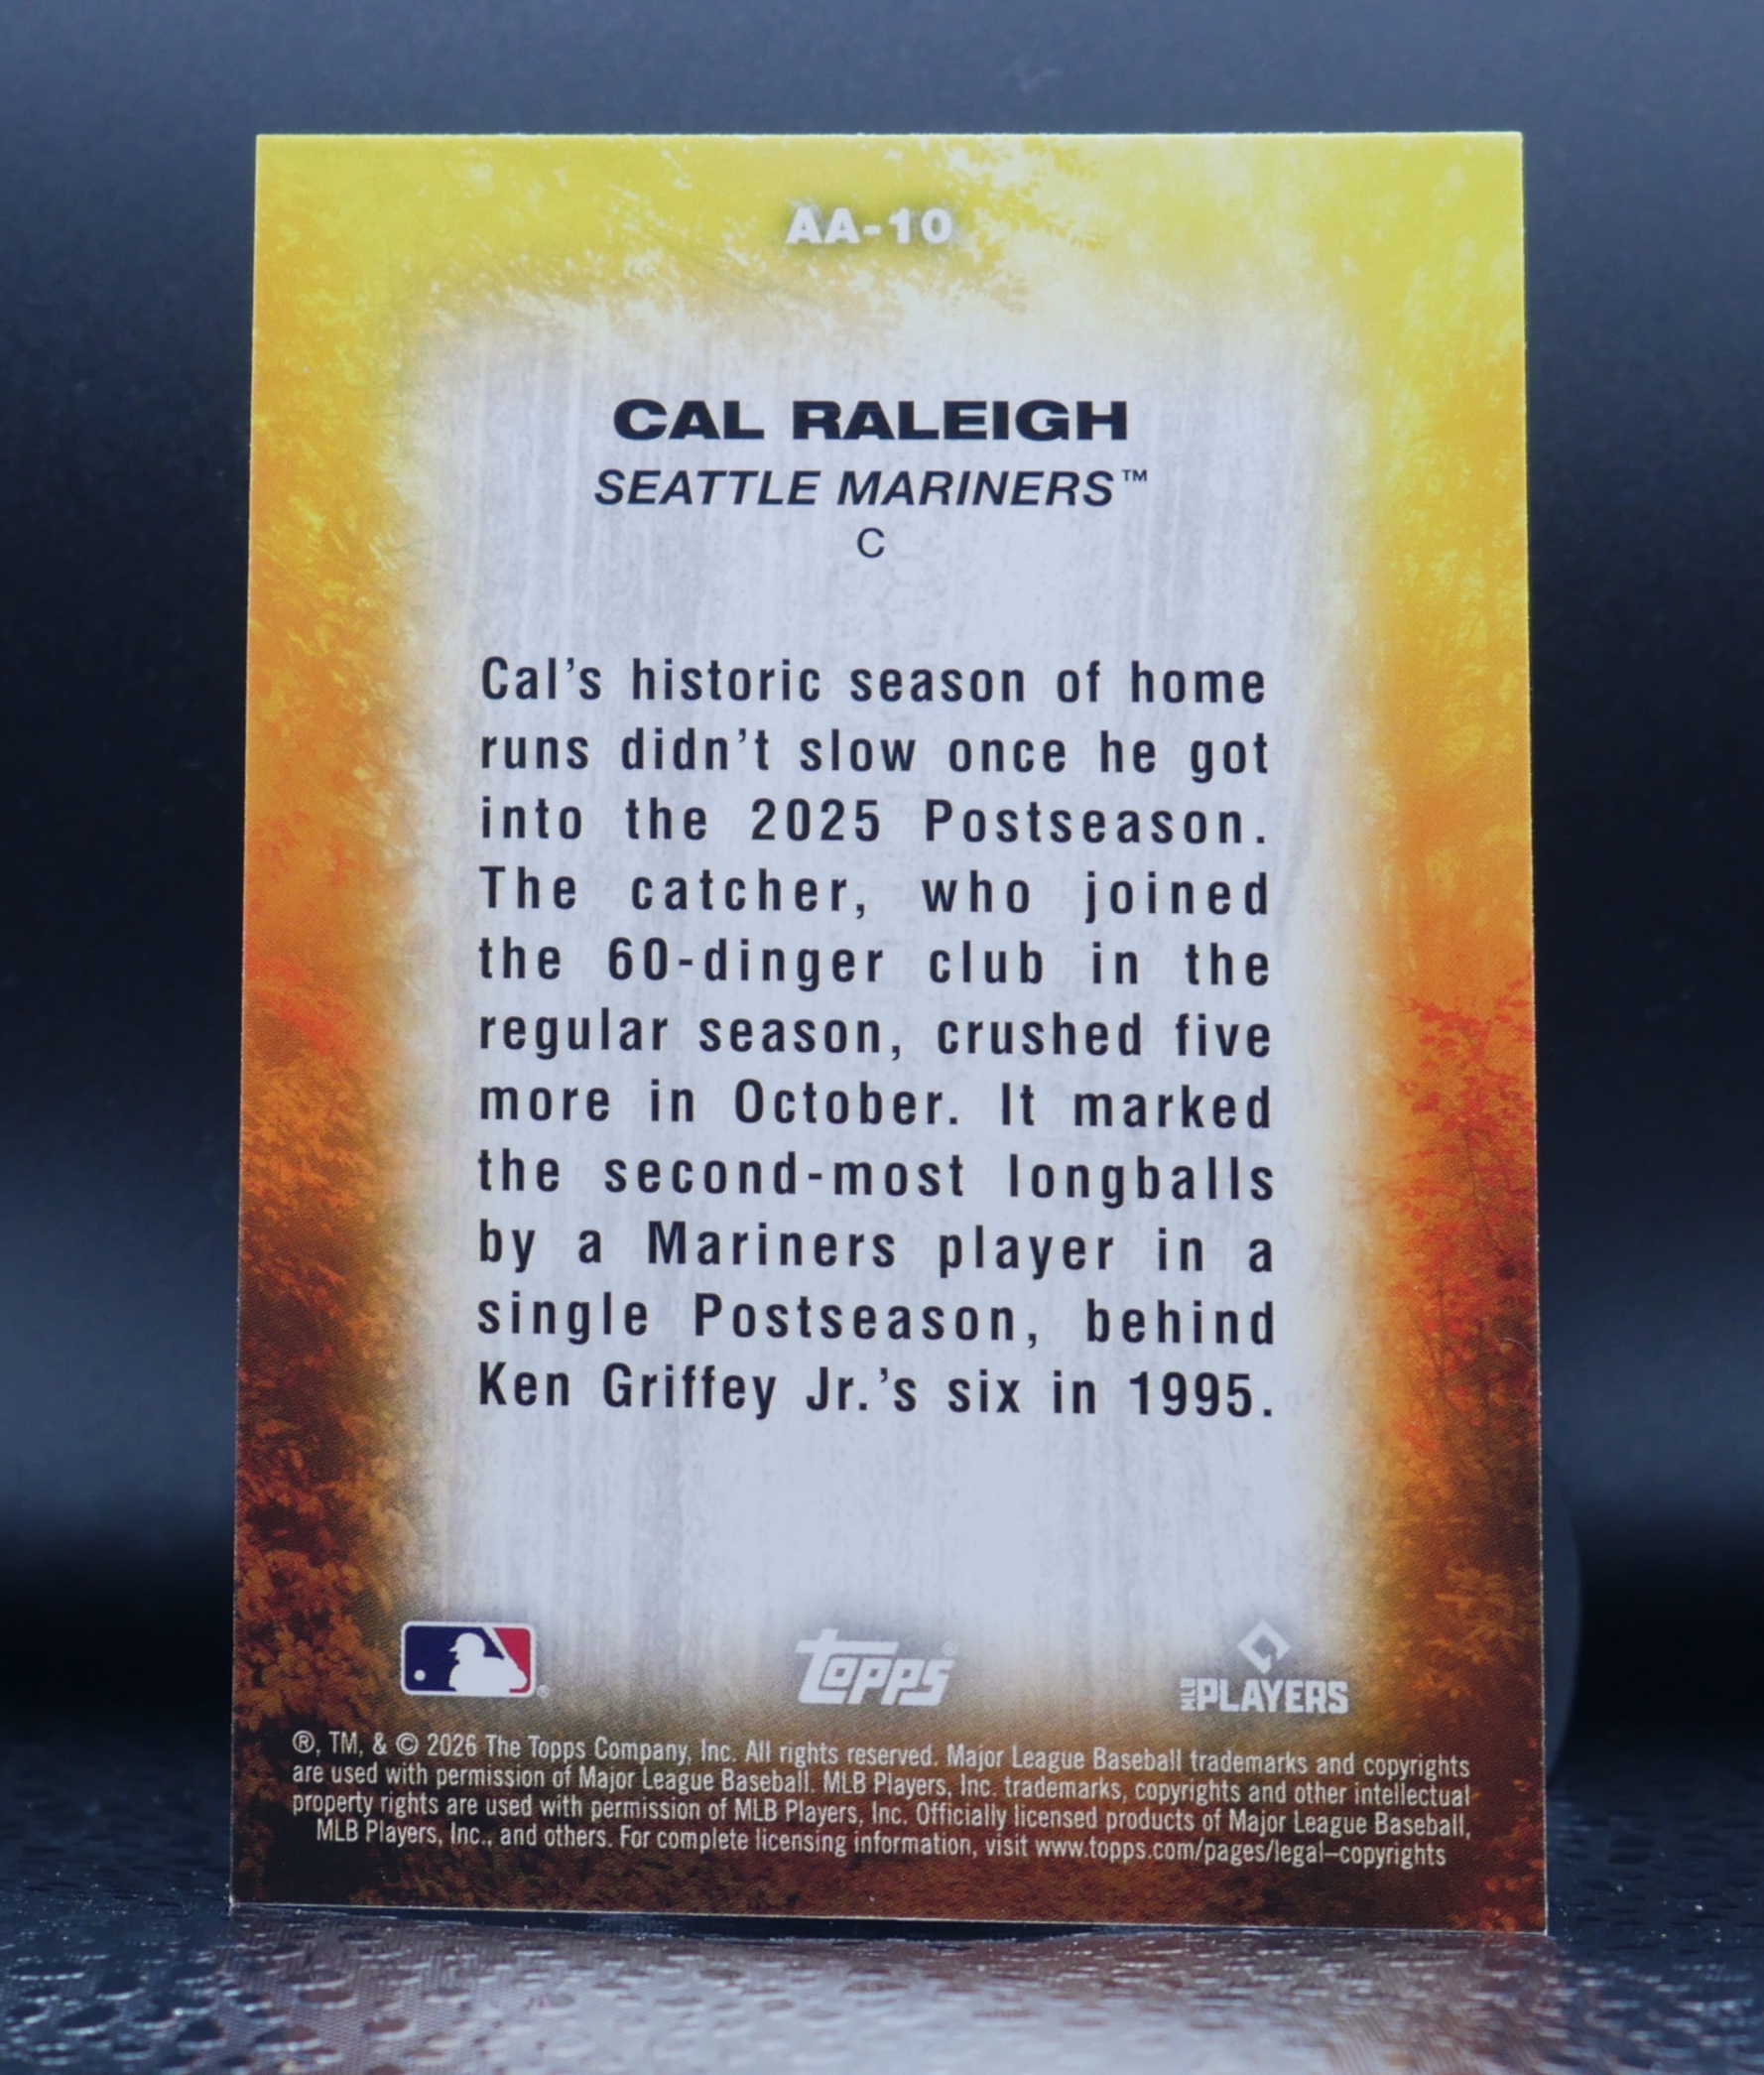 AA-10
CAL RALEIGH
SEATTLE MARINERS™
C
Cal's historic season of home
runs didn't slow once he got
into the 2025 Postseason.
The catcher, who joined
the 60-dinger club in the
regular season, crushed five
more in October. It marked
the second-most longballs
by a Mariners player in a
single Postseason, behind
Ken Griffey Jr.'s six in 1995.
topps®
MLB PLAYERS
®, TM, & © 2026 The Topps Company, Inc. All rights reserved. Major League Baseball trademarks and copyrights
are used with permission of Major League Baseball. MLB Players, Inc. trademarks, copyrights and other intellectual
property rights are used with permission of MLB Players, Inc. Officially licensed products of Major League Baseball,
MLB Players, Inc., and others. For complete licensing information, visit www.topps.com/pages/legal–copyrights